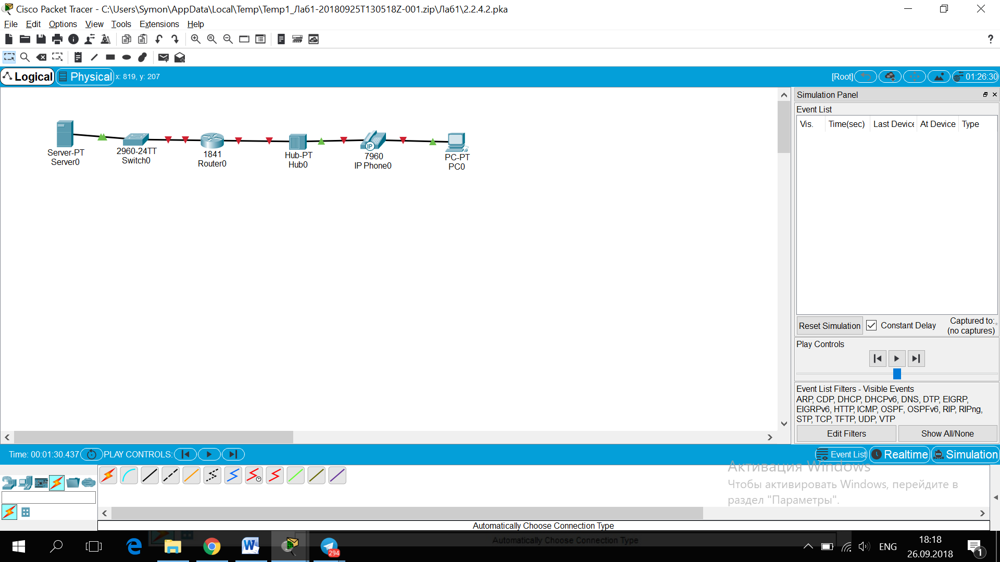 Cisco Packet Tracer - C:\Users\Symon\AppData\Local\Temp\Temp1_Лаб1-20180925T130518Z-001.zip\Лаб1\2.2.4.2.pka
File Edit Options View Tools Extensions Help
?
Logical Physical x: 819, y: 207 [Root] 01:26:30
Simulation Panel
Event List
Vis. Time(sec) Last Device At Device Type
Server-PT
Server0
2960-24TT
Switch0
1841
Router0
Hub-PT
Hub0
IP
7960
IP Phone0
PC-PT
PC0
Reset Simulation Constant Delay Captured to:
(no captures)
Play Controls
Event List Filters - Visible Events
ARP, CDP, DHCP, DHCPv6, DNS, DTP, EIGRP,
EIGRPv6, HTTP, ICMP, OSPF, OSPFv6, RIP, RIPng,
STP, TCP, TFTP, UDP, VTP
Edit Filters Show All/None
Time: 00:01:30.437 PLAY CONTROLS: Event List Realtime Simulation
Активация Windows
Чтобы активировать Windows, перейдите в
раздел "Параметры".
Automatically Choose Connection Type
Automatically Choose Connection Type
294
ENG
18:18
26.09.2018
1